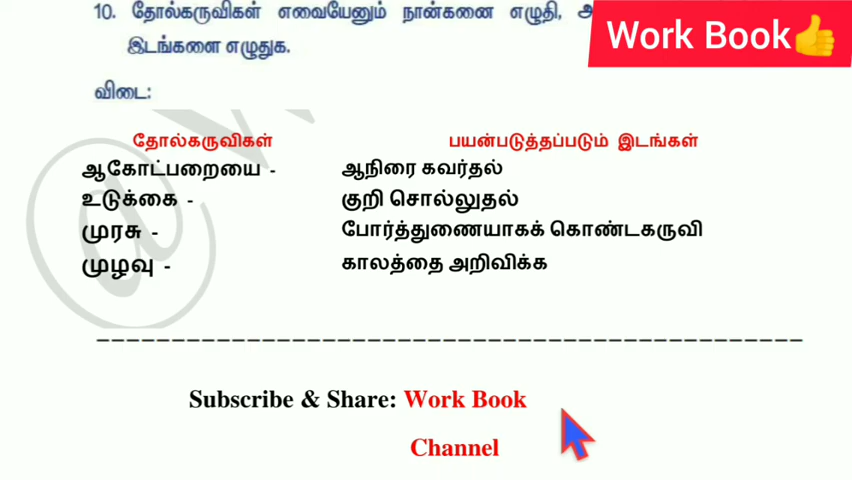 10. தோல்கருவிகள் எவையேனும் நான்கனை எழுதி,
Work Book👍
இடங்களை எழுதுக.
விடை:
தோல்கருவிகள் பயன்படுத்தப்படும் இடங்கள்
ஆகோட்பறையை - ஆநிரை கவர்தல்
உடுக்கை - குறி சொல்லுதல்
முரசு - போர்த்துணையாகக் கொண்டகருவி
முழவு - காலத்தை அறிவிக்க
Subscribe & Share: Work Book
Channel